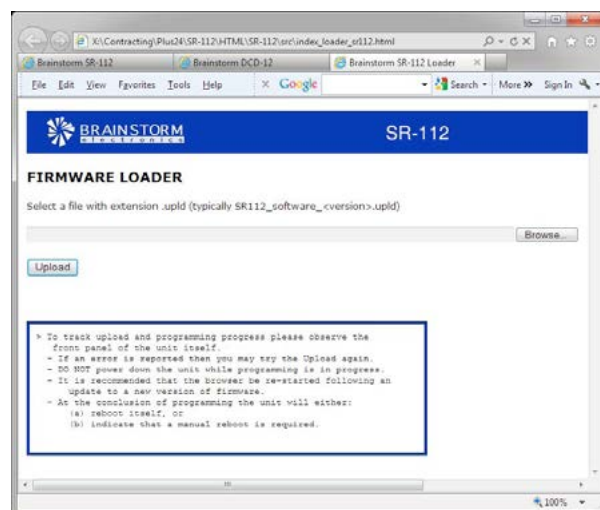 X:\Contracting\Plus24\SR-112\HTML\SR-112\src\index_loader_sr112.html
Brainstorm SR-112
Brainstorm DCD-12
Brainstorm SR-112 Loader
File Edit View Favorites Tools Help
Google
Search
More »
Sign In
BRAINSTORM
electronics
SR-112
FIRMWARE LOADER
Select a file with extension .upld (typically SR112_software_<version>.upld)
Browse...
Upload
> To track upload and programming progress please observe the
front panel of the unit itself.
- If an error is reported then you may try the Upload again.
- DO NOT power down the unit while programming is in progress.
- It is recommended that the browser be re-started following an
update to a new version of firmware.
- At the conclusion of programming the unit will either:
(a) reboot itself, or
(b) indicate that a manual reboot is required.
100%